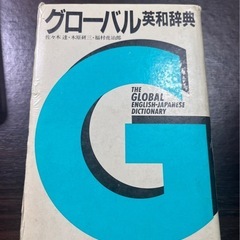 グローバル英和辞典
佐々木 達・木原研三・福村虎治郎
THE
GLOBAL
ENGLISH-JAPANESE
DICTIONARY
G